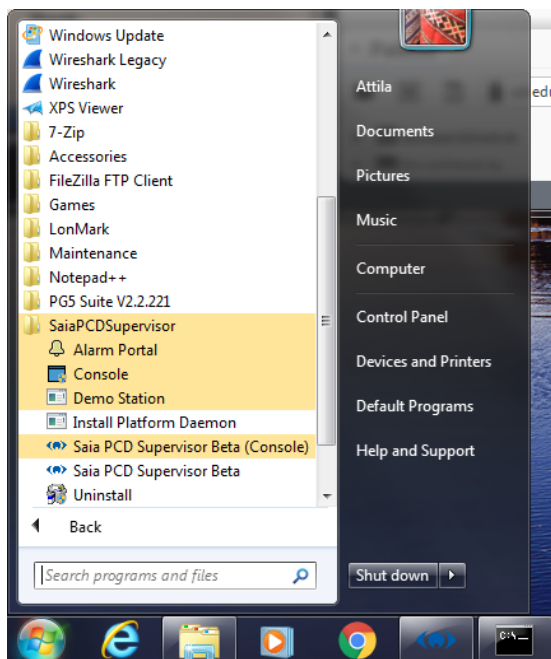 Windows Update
Wireshark Legacy
Wireshark
XPS Viewer
7-Zip
Accessories
FileZilla FTP Client
Games
LonMark
Maintenance
Notepad++
PG5 Suite V2.2.221
SaiaPCDSupervisor
Alarm Portal
Console
Demo Station
Install Platform Daemon
Saia PCD Supervisor Beta (Console)
Saia PCD Supervisor Beta
Uninstall
Back
Search programs and files
Attila
Documents
Pictures
Music
Computer
Control Panel
Devices and Printers
Default Programs
Help and Support
Shut down
edu
C:\_